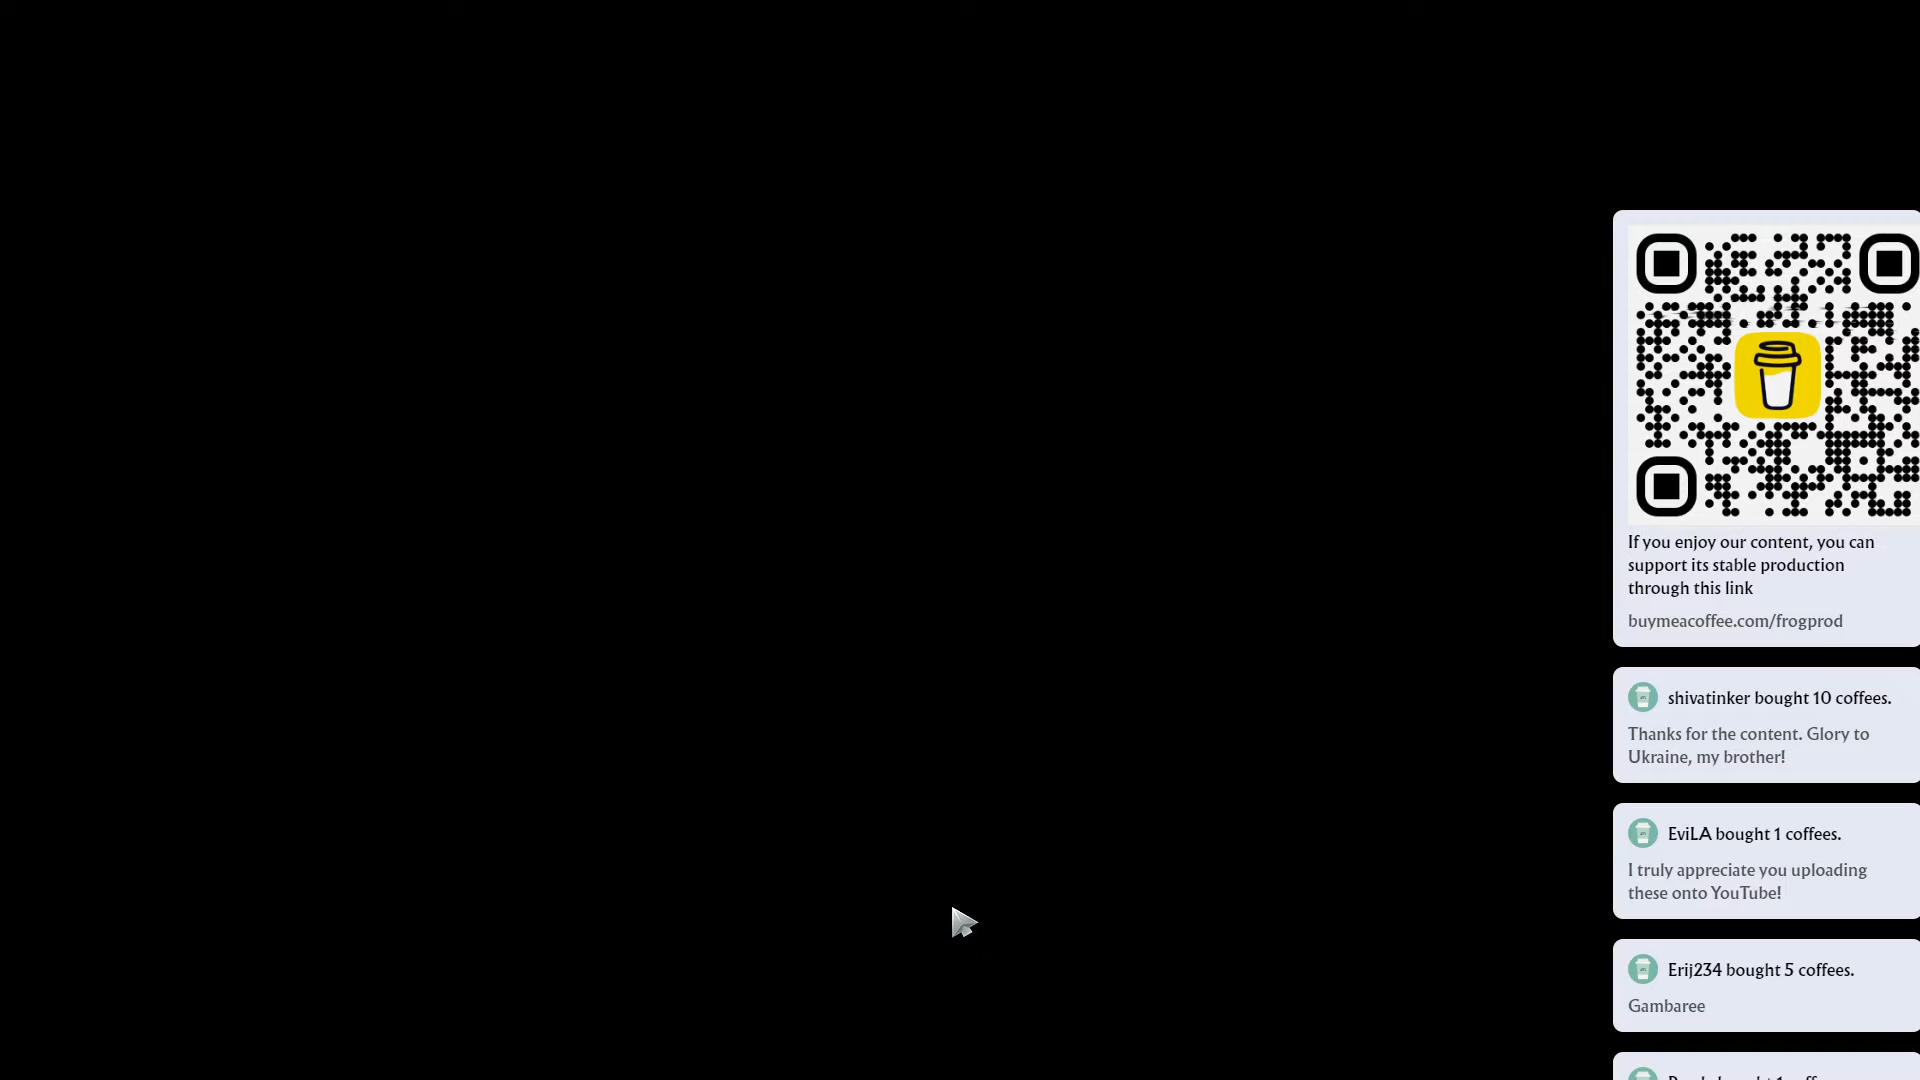 If you enjoy our content, you can
support its stable production
through this link
buymeacoffee.com/frogprod
shivatinker bought 10 coffees.
Thanks for the content. Glory to
Ukraine, my brother!
EviLA bought 1 coffees.
I truly appreciate you uploading
these onto YouTube!
Erij234 bought 5 coffees.
Gambaree